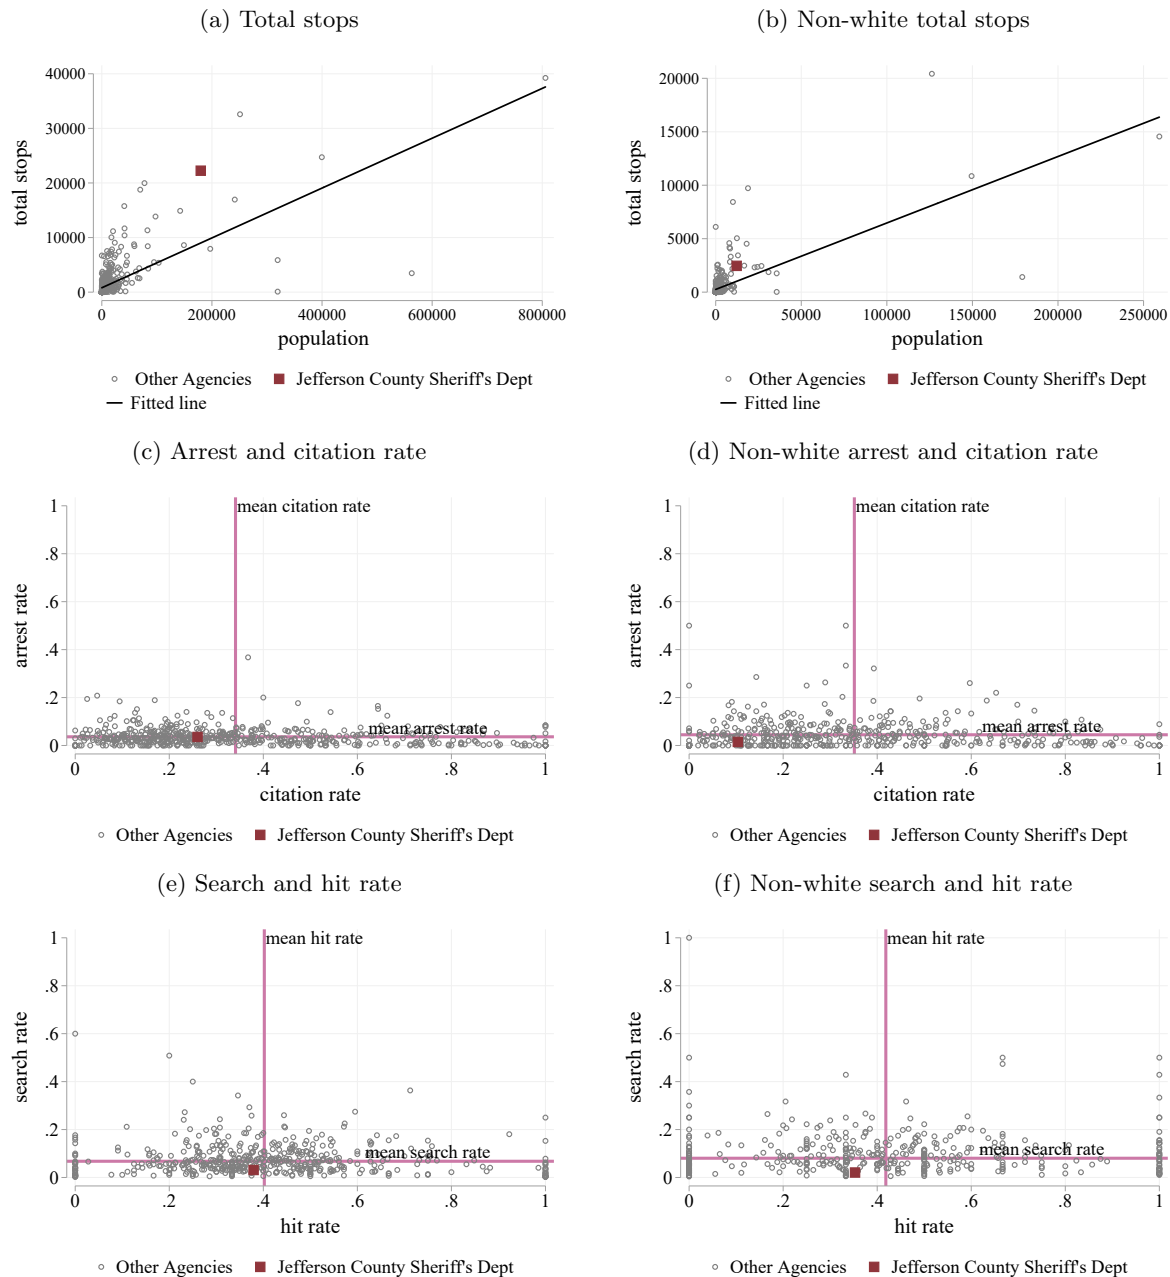 (a) Total stops
total stops
40000
30000
20000
10000
0
0 200000 400000 600000 800000
population
Other Agencies Jefferson County Sheriff's Dept
Fitted line
(b) Non-white total stops
total stops
20000
15000
10000
5000
0
0 50000 100000 150000 200000 250000
population
Other Agencies Jefferson County Sheriff's Dept
Fitted line
(c) Arrest and citation rate
arrest rate
1
.8
.6
.4
.2
0
mean citation rate
mean arrest rate
0 .2 .4 .6 .8 1
citation rate
Other Agencies Jefferson County Sheriff's Dept
(d) Non-white arrest and citation rate
arrest rate
1
.8
.6
.4
.2
0
mean citation rate
mean arrest rate
0 .2 .4 .6 .8 1
citation rate
Other Agencies Jefferson County Sheriff's Dept
(e) Search and hit rate
search rate
1
.8
.6
.4
.2
0
mean hit rate
mean search rate
0 .2 .4 .6 .8 1
hit rate
Other Agencies Jefferson County Sheriff's Dept
(f) Non-white search and hit rate
search rate
1
.8
.6
.4
.2
0
mean hit rate
mean search rate
0 .2 .4 .6 .8 1
hit rate
Other Agencies Jefferson County Sheriff's Dept